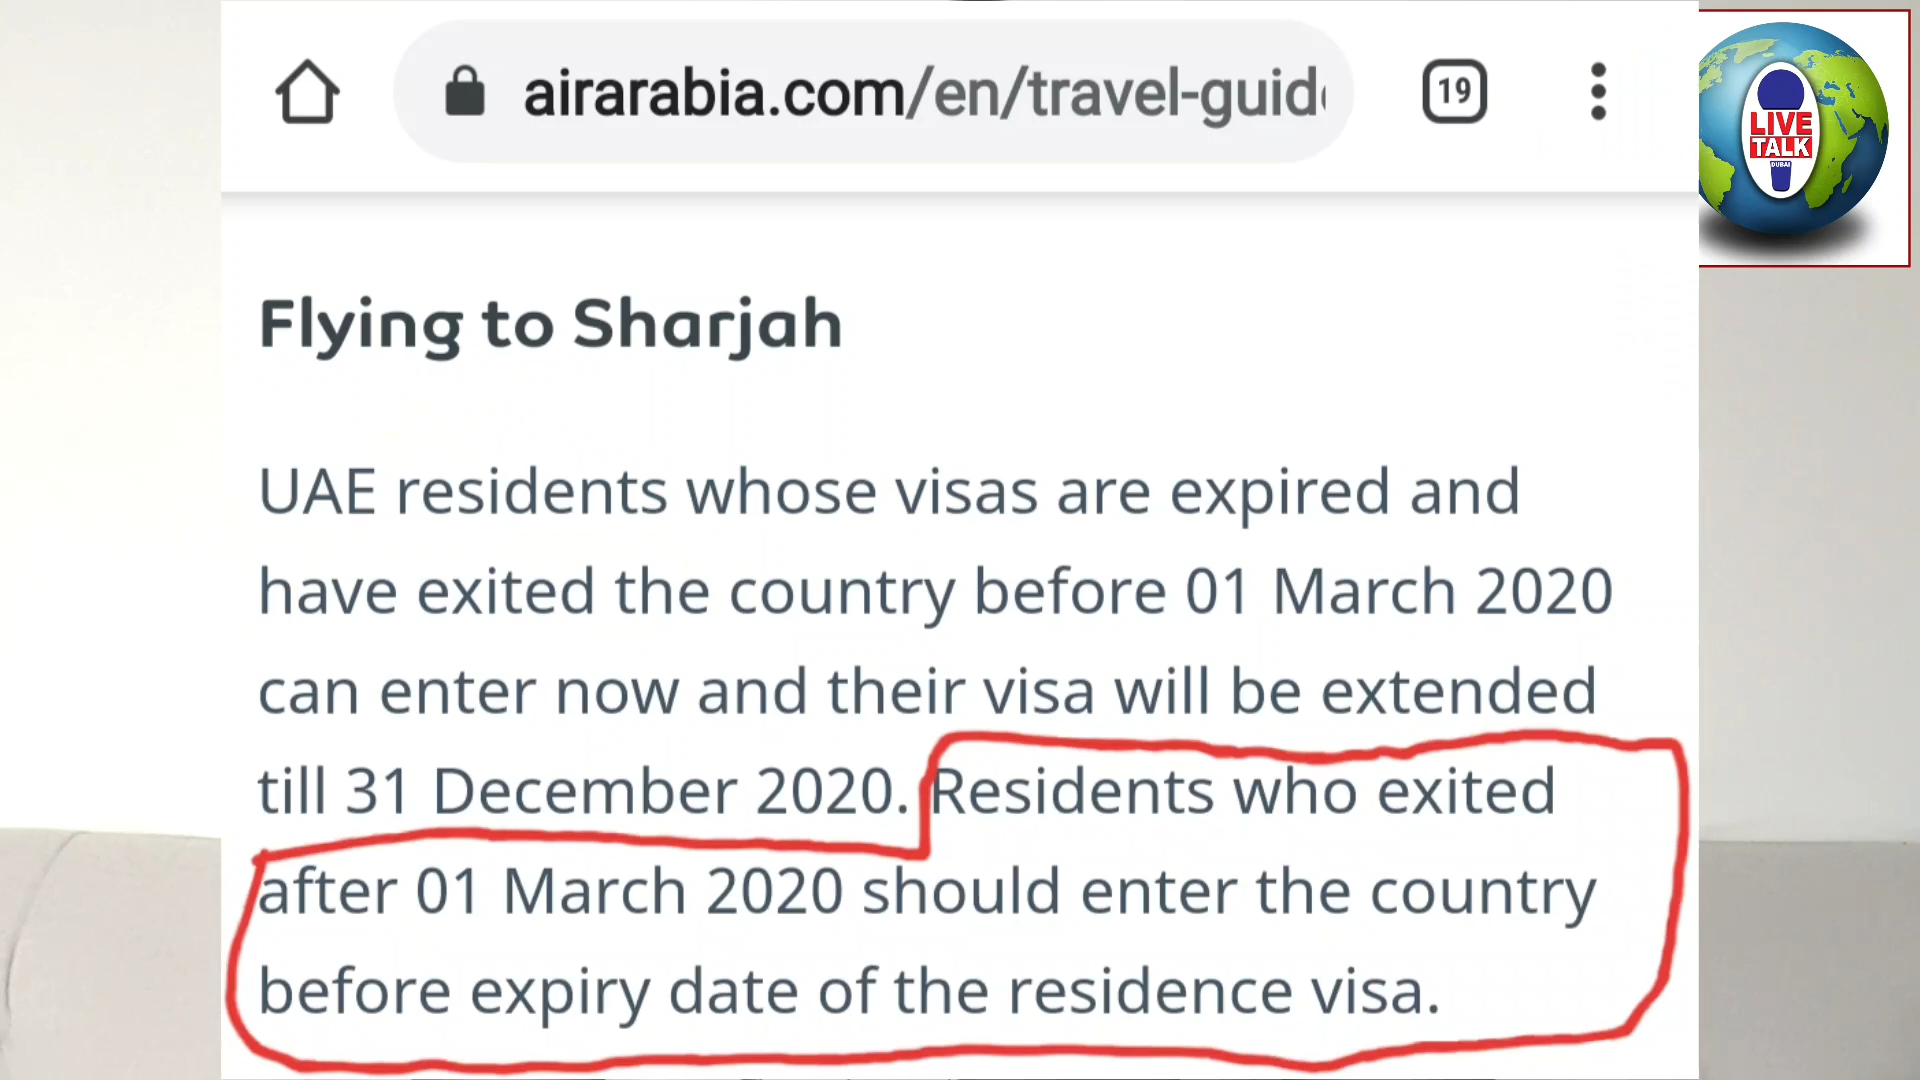 airarabia.com/en/travel-guid
19
LIVE
TALK
DUBAI
Flying to Sharjah
UAE residents whose visas are expired and
have exited the country before 01 March 2020
can enter now and their visa will be extended
till 31 December 2020. Residents who exited
after 01 March 2020 should enter the country
before expiry date of the residence visa.